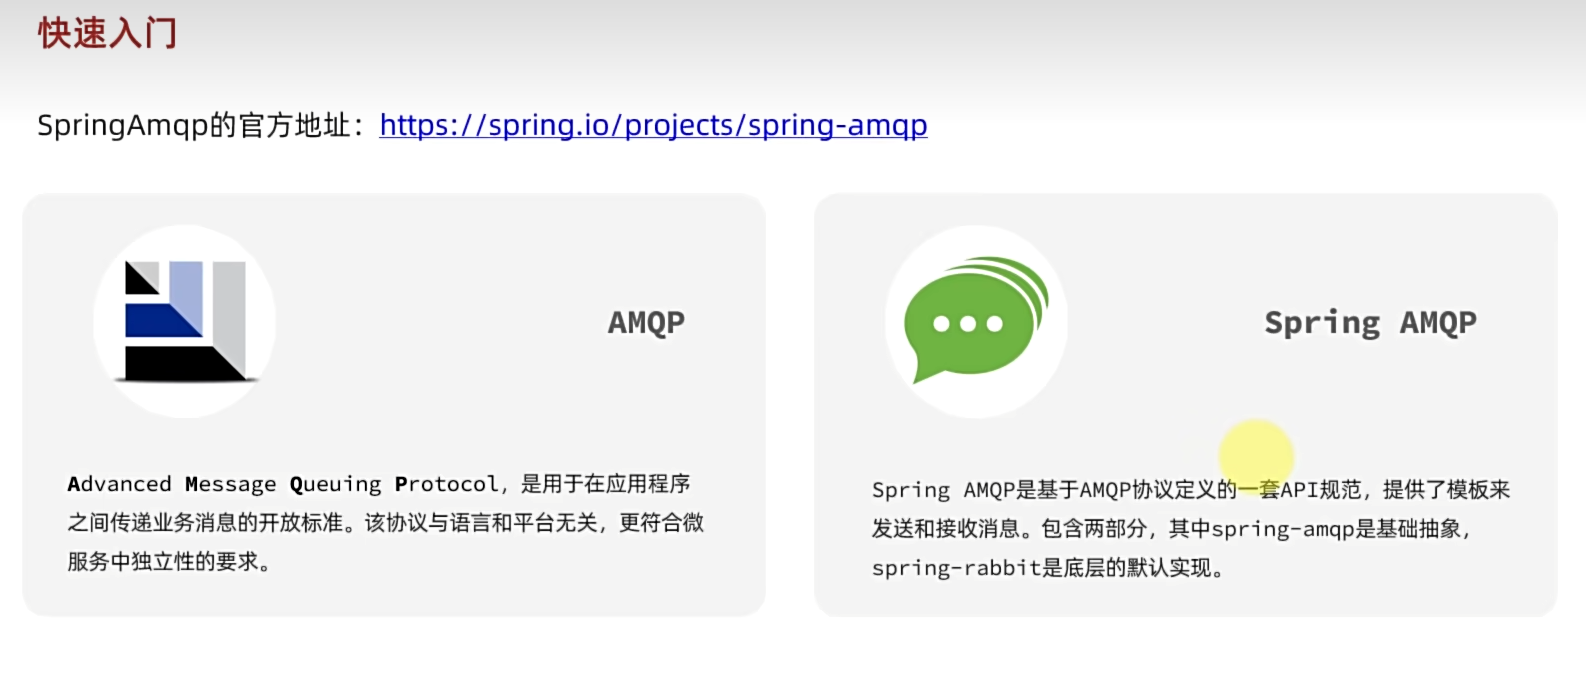 快速入门
SpringAmqp的官方地址：https://spring.io/projects/spring-amqp
AMQP
Advanced Message Queuing Protocol，是用于在应用程序
之间传递业务消息的开放标准。该协议与语言和平台无关，更符合微
服务中独立性的要求。
Spring AMQP
Spring AMQP是基于AMQP协议定义的一套API规范，提供了模板来
发送和接收消息。包含两部分，其中spring-amqp是基础抽象，
spring-rabbit是底层的默认实现。